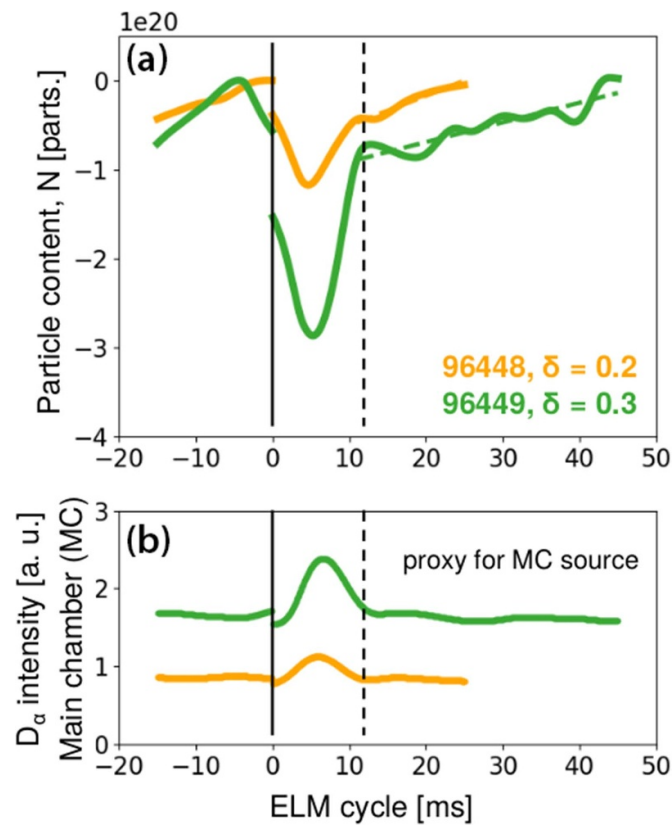 1e20
(a)
Particle content, N [parts.]
0
−1
−2
−3
−4
96448, δ = 0.2
96449, δ = 0.3
−20 −10 0 10 20 30 40 50
(b)
proxy for MC source
Dα intensity [a. u.]
Main chamber (MC)
3
2
1
0
−20 −10 0 10 20 30 40 50
ELM cycle [ms]